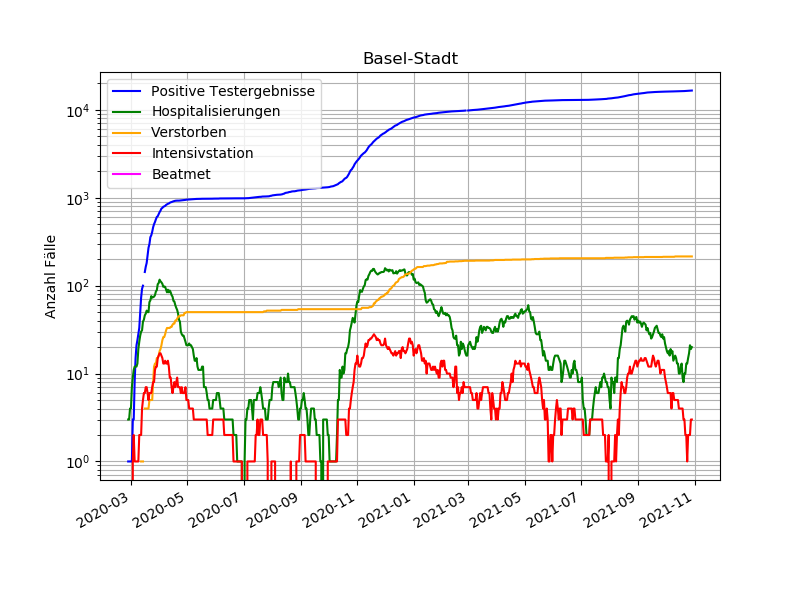 Basel-Stadt
Positive Testergebnisse
Hospitalisierungen
Verstorben
Intensivstation
Beatmet
Anzahl Fälle
10⁴
10³
10²
10¹
10⁰
2020-03
2020-05
2020-07
2020-09
2020-11
2021-01
2021-03
2021-05
2021-07
2021-09
2021-11